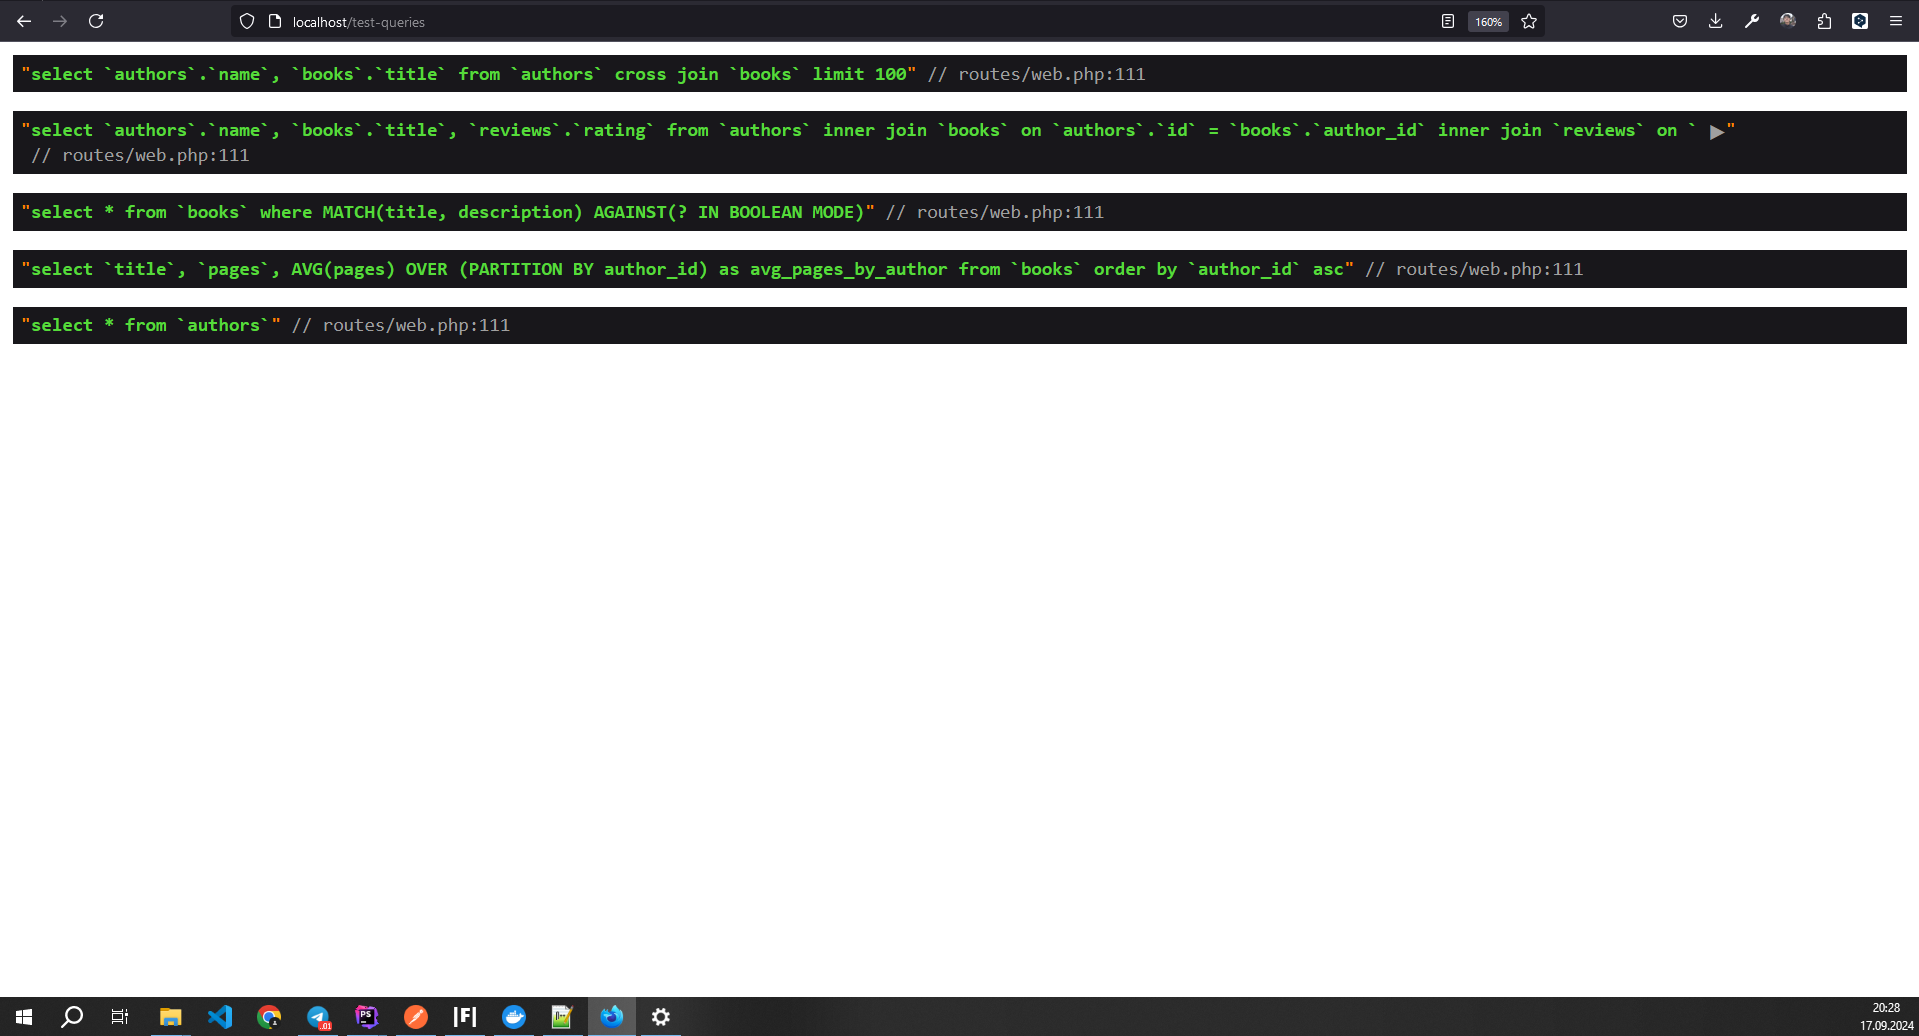 localhost/test-queries
160%
"select `authors`.`name`, `books`.`title` from `authors` cross join `books` limit 100" // routes/web.php:111
"select `authors`.`name`, `books`.`title`, `reviews`.`rating` from `authors` inner join `books` on `authors`.`id` = `books`.`author_id` inner join `reviews` on ` ▶"
// routes/web.php:111
"select * from `books` where MATCH(title, description) AGAINST(? IN BOOLEAN MODE)" // routes/web.php:111
"select `title`, `pages`, AVG(pages) OVER (PARTITION BY author_id) as avg_pages_by_author from `books` order by `author_id` asc" // routes/web.php:111
"select * from `authors`" // routes/web.php:111
.01
PS
|F|
20:28
17.09.2024